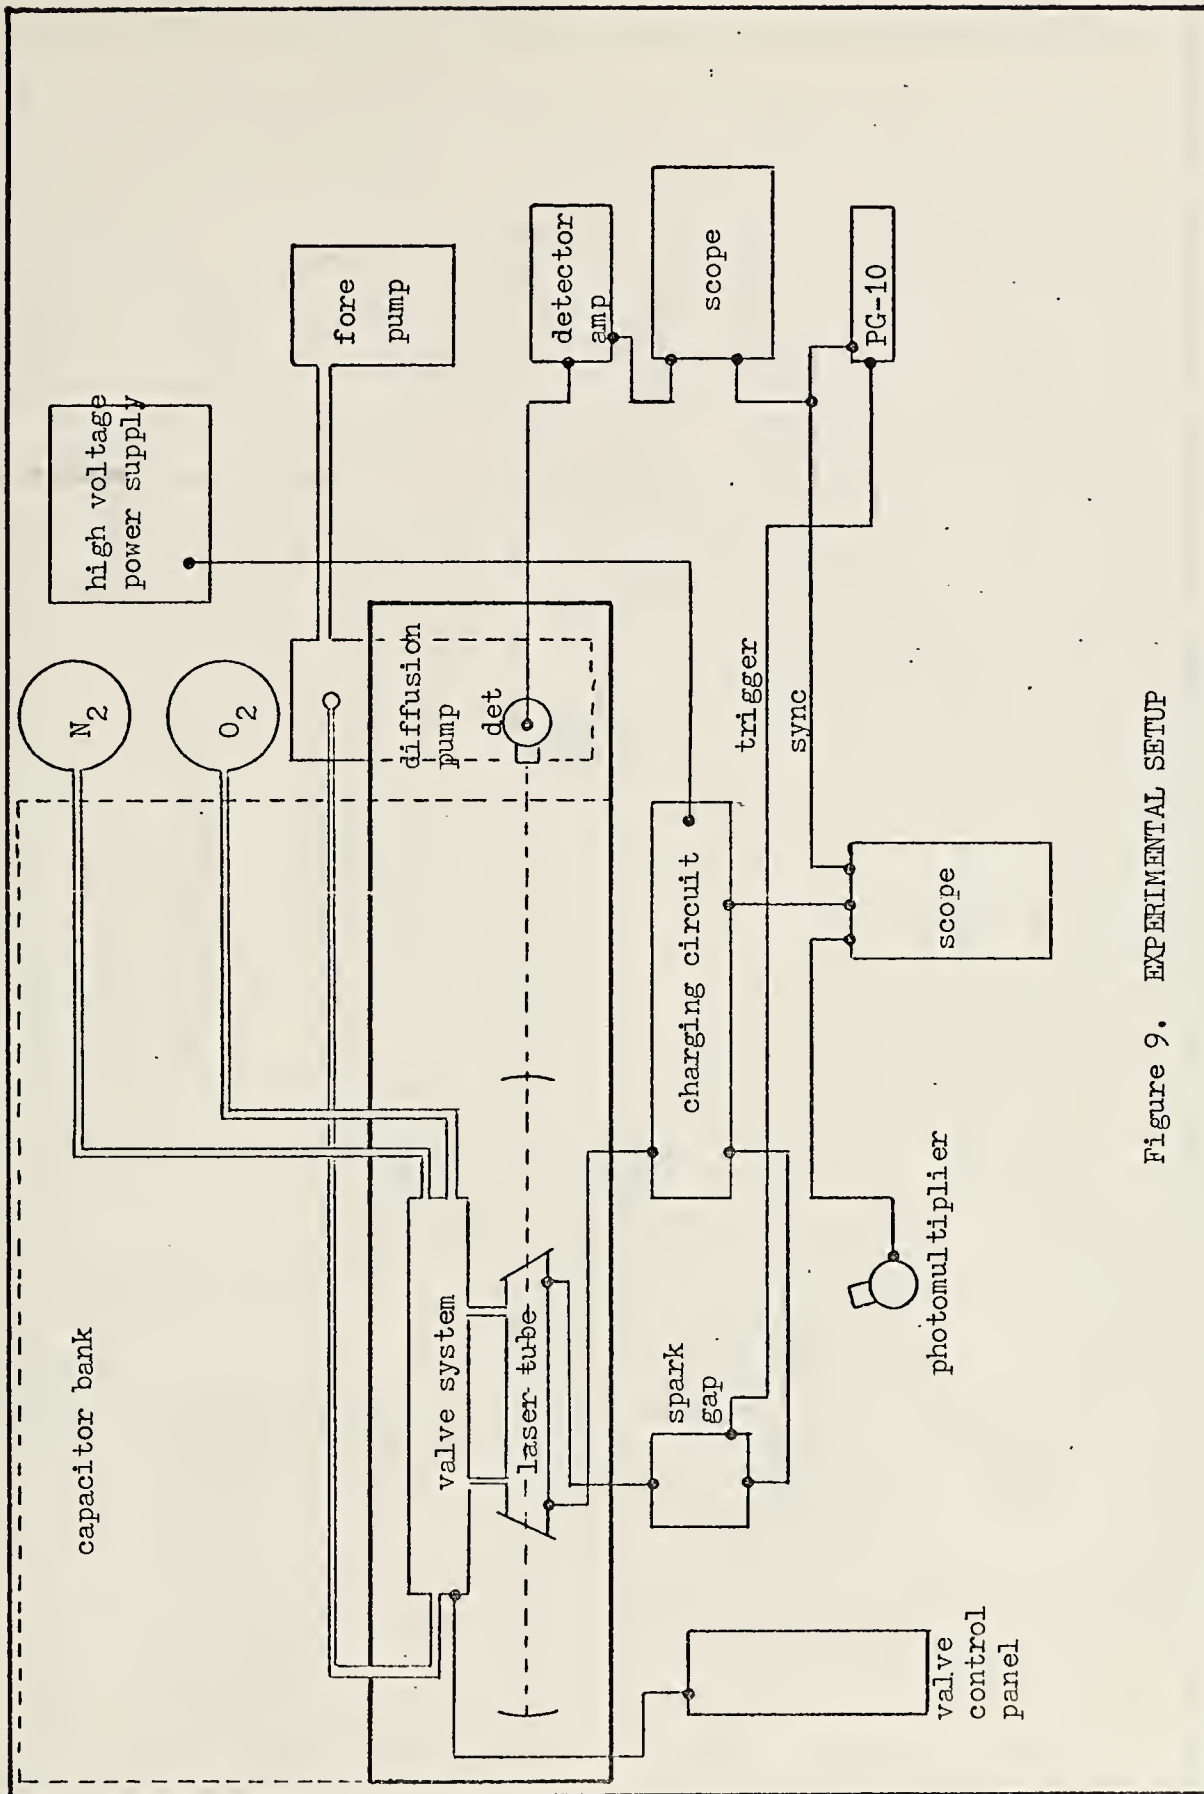 capacitor bank
N2
O2
high voltage
power supply
fore
pump
diffusion
pump
det
detector
amp
scope
PG-10
valve system
laser tube
charging circuit
trigger
sync
spark
gap
scope
photomultiplier
valve
control
panel
Figure 9. EXPERIMENTAL SETUP